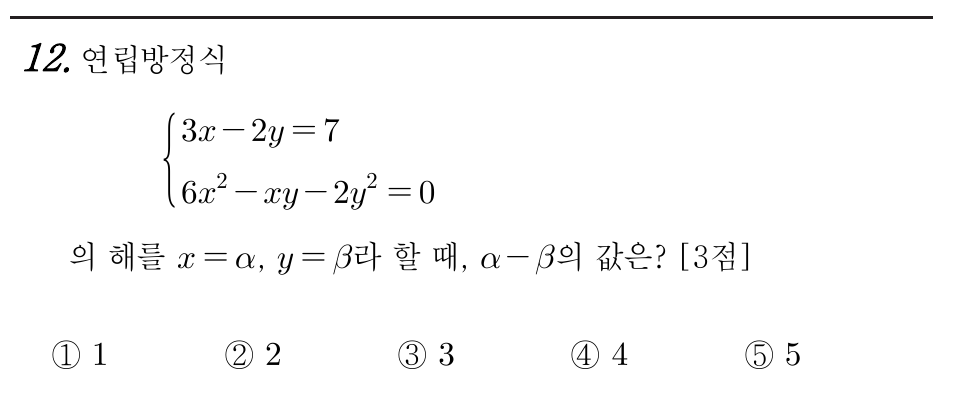 12. 연립방정식
3x-2y=7
6x²-xy-2y²=0
의 해를 x=α, y=β라 할 때, α-β의 값은? [3점]
① 1 ② 2 ③ 3 ④ 4 ⑤ 5